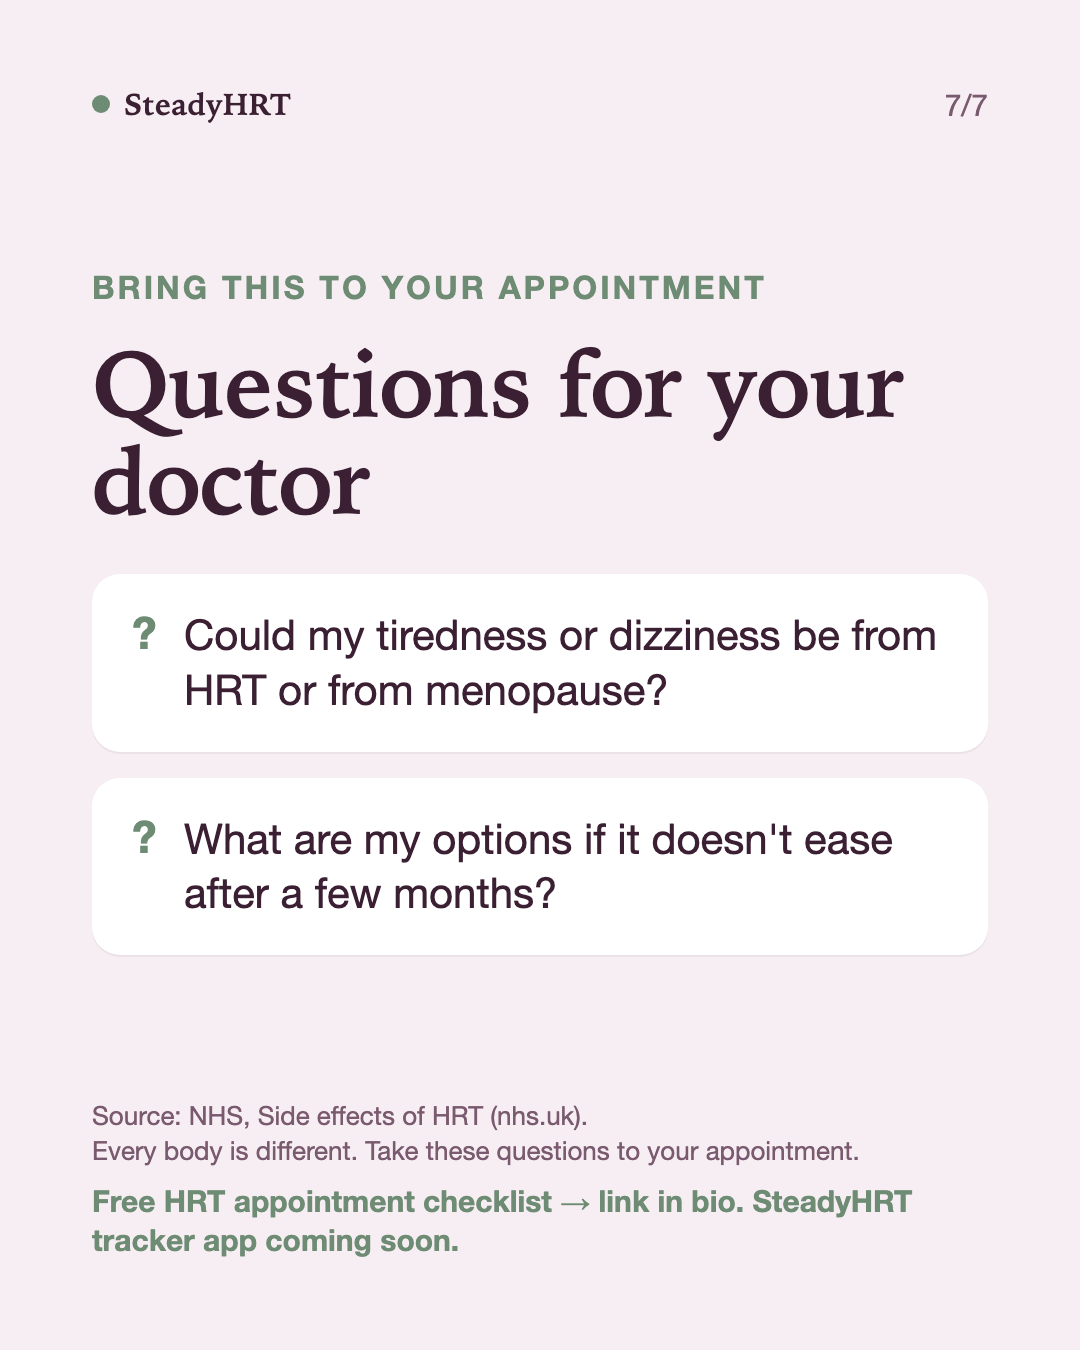 SteadyHRT
7/7
BRING THIS TO YOUR APPOINTMENT
Questions for your
doctor
? Could my tiredness or dizziness be from
HRT or from menopause?
? What are my options if it doesn't ease
after a few months?
Source: NHS, Side effects of HRT (nhs.uk).
Every body is different. Take these questions to your appointment.
Free HRT appointment checklist → link in bio. SteadyHRT
tracker app coming soon.